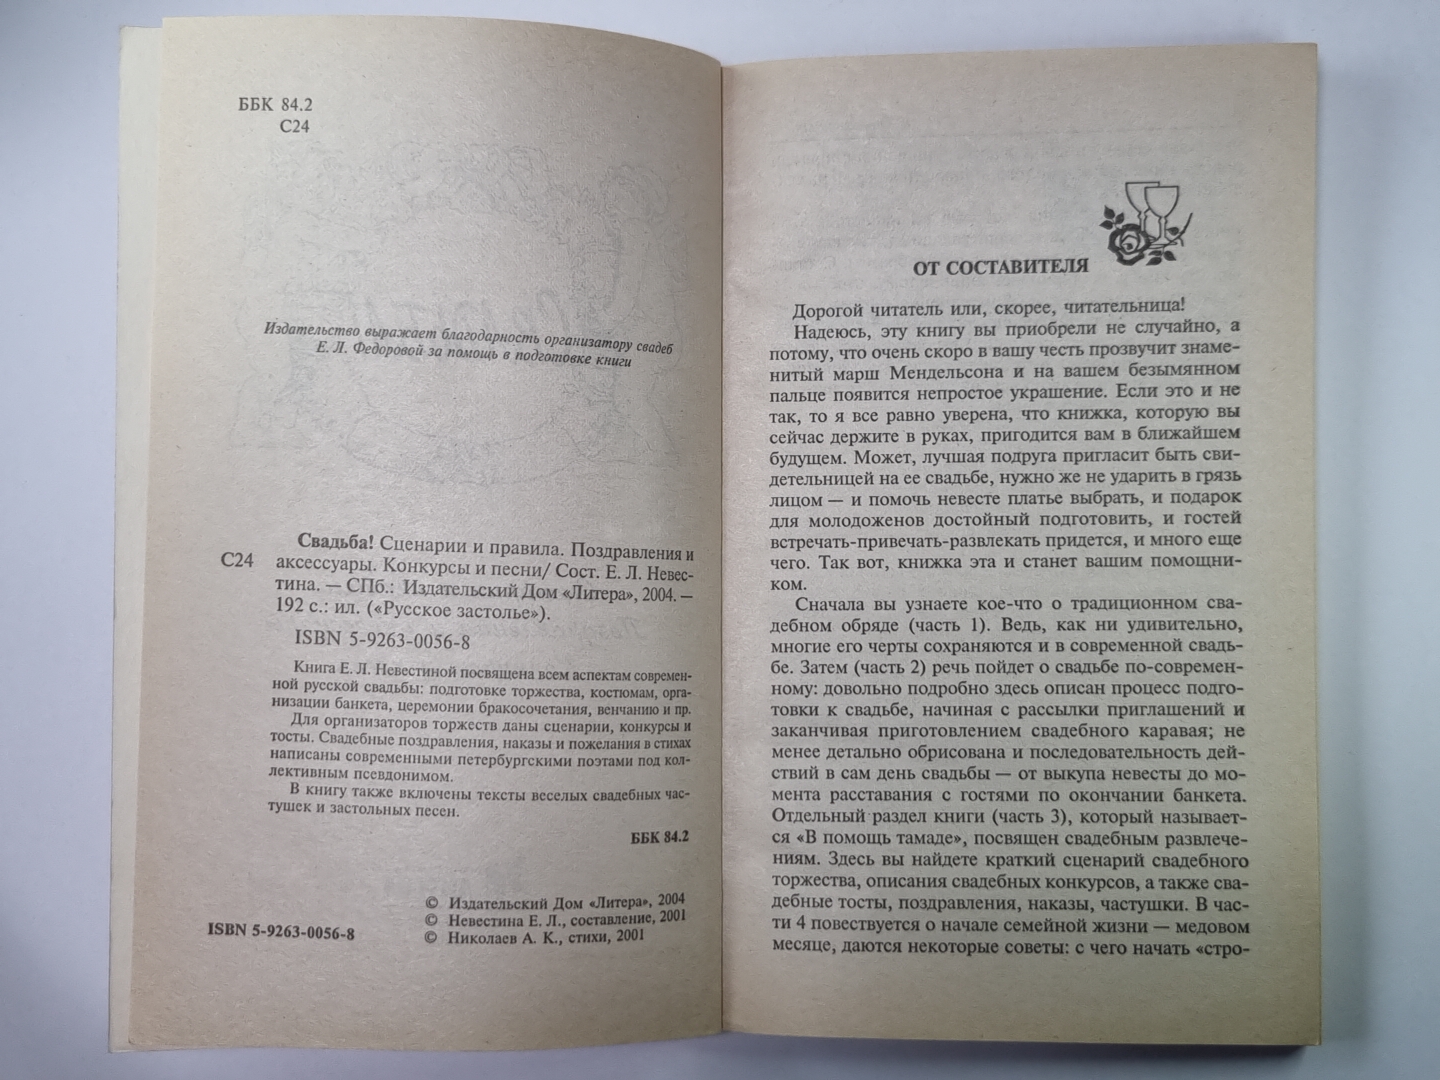 ББК 84.2
С24
Издательство выражает благодарность организатору свадеб
Е. Л. Федоровой за помощь в подготовке книги
Свадьба! Сценарии и правила. Поздравления и
С24 аксессуары. Конкурсы и песни/ Сост. Е. Л. Невес-
тина. — СПб.: Издательский Дом «Литера», 2004. —
192 с.: ил. («Русское застолье»).
ISBN 5-9263-0056-8
Книга Е. Л. Невестиной посвящена всем аспектам современ-
ной русской свадьбы: подготовке торжества, костюмам, орга-
низации банкета, церемонии бракосочетания, венчанию и пр.
Для организаторов торжеств даны сценарии, конкурсы и
тосты. Свадебные поздравления, наказы и пожелания в стихах
написаны современными петербургскими поэтами под кол-
лективным псевдонимом.
В книгу также включены тексты веселых свадебных час-
тушек и застольных песен.
ББК 84.2
© Издательский Дом «Литера», 2004
© Невестина Е. Л., составление, 2001
ISBN 5-9263-0056-8 © Николаев А. К., стихи, 2001
ОТ СОСТАВИТЕЛЯ
Дорогой читатель или, скорее, читательница!
Надеюсь, эту книгу вы приобрели не случайно, а
потому, что очень скоро в вашу честь прозвучит знаме-
нитый марш Мендельсона и на вашем безымянном
пальце появится непростое украшение. Если это и не
так, то я все равно уверена, что книжка, которую вы
сейчас держите в руках, пригодится вам в ближайшем
будущем. Может, лучшая подруга пригласит быть сви-
детельницей на ее свадьбе, нужно же не ударить в грязь
лицом — и помочь невесте платье выбрать, и подарок
для молодоженов достойный подготовить, и гостей
встречать-привечать-развлекать придется, и много еще
чего. Так вот, книжка эта и станет вашим помощни-
ком.
Сначала вы узнаете кое-что о традиционном сва-
дебном обряде (часть 1). Ведь, как ни удивительно,
многие его черты сохраняются и в современной свадь-
бе. Затем (часть 2) речь пойдет о свадьбе по-современ-
ному: довольно подробно здесь описан процесс подго-
товки к свадьбе, начиная с рассылки приглашений и
заканчивая приготовлением свадебного каравая; не
менее детально обрисована и последовательность дей-
ствий в сам день свадьбы — от выкупа невесты до мо-
мента расставания с гостями по окончании банкета.
Отдельный раздел книги (часть 3), который называет-
ся «В помощь тамаде», посвящен свадебным развлече-
ниям. Здесь вы найдете краткий сценарий свадебного
торжества, описания свадебных конкурсов, а также сва-
дебные тосты, поздравления, наказы, частушки. В час-
ти 4 повествуется о начале семейной жизни — медовом
месяце, даются некоторые советы: с чего начать «стро-